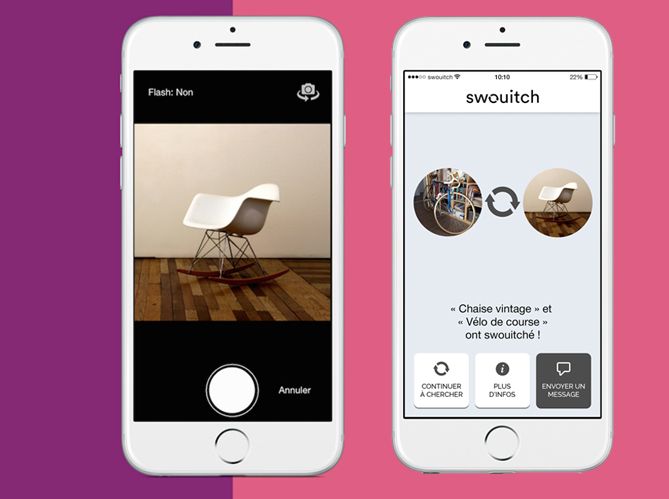 Flash: Non
Annuler
swouitch
10:10
22%
swouitch
« Chaise vintage » et
« Vélo de course »
ont swouitché !
CONTINUER
À CHERCHER
PLUS
D'INFOS
ENVOYER UN
MESSAGE